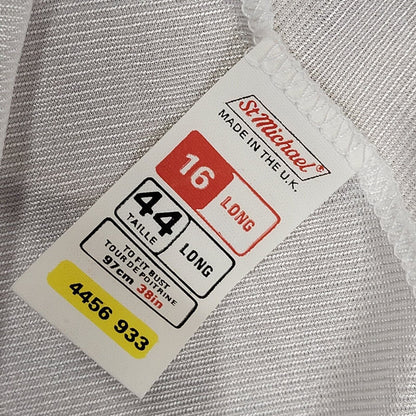 St Michael®
MADE IN THE U.K.
16 LONG
44 LONG
TAILLE
TO FIT BUST
TOUR DE POITRINE
97cm 38in
4456 933